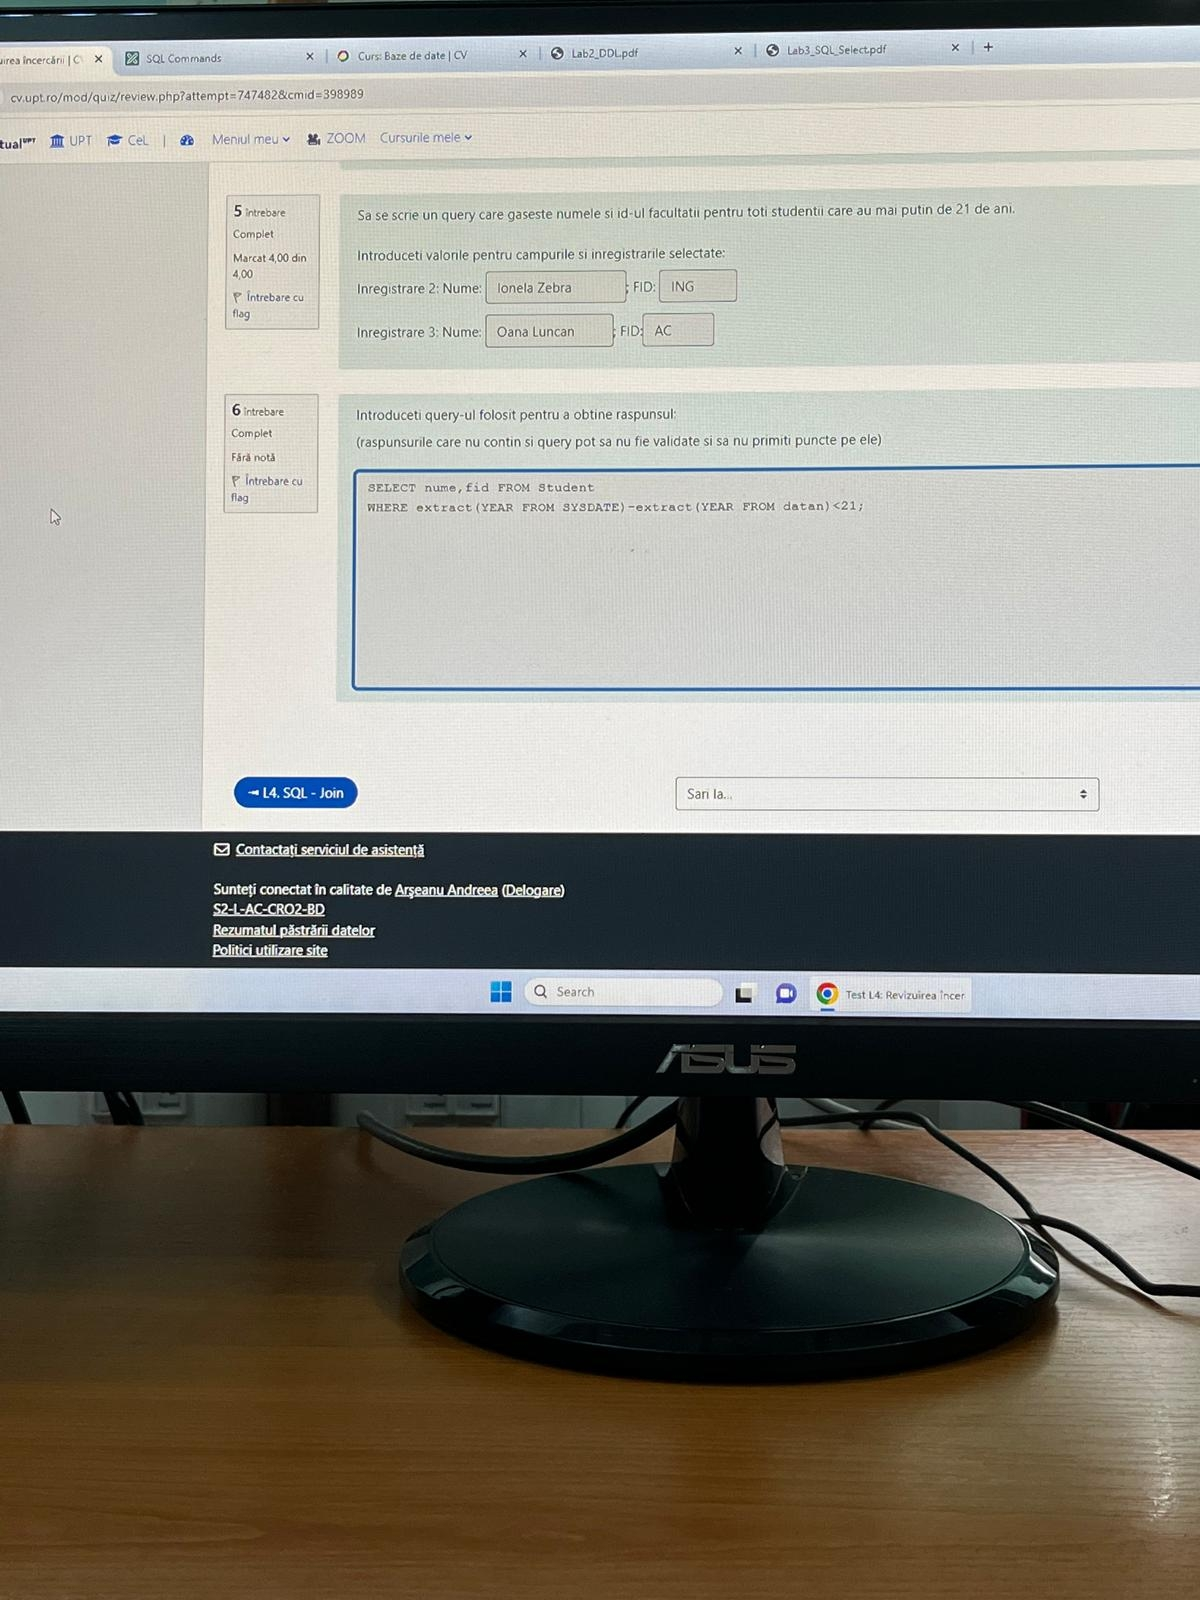 uirea încercării | C
SQL Commands
Curs: Baze de date | CV
Lab2_DDL.pdf
Lab3_SQL_Select.pdf
cv.upt.ro/mod/quiz/review.php?attempt=747482&cmid=398989
tual UPT
UPT
CeL
Meniul meu
ZOOM
Cursurile mele
5 întrebare
Complet
Marcat 4,00 din
4,00
Întrebare cu
flag
Sa se scrie un query care gaseste numele si id-ul facultatii pentru toti studentii care au mai putin de 21 de ani.
Introduceti valorile pentru campurile si inregistrarile selectate:
Inregistrare 2: Nume: Ionela Zebra ; FID: ING
Inregistrare 3: Nume: Oana Luncan ; FID: AC
6 întrebare
Complet
Fără notă
Întrebare cu
flag
Introduceti query-ul folosit pentru a obtine raspunsul:
(raspunsurile care nu contin si query pot sa nu fie validate si sa nu primiti puncte pe ele)
SELECT nume,fid FROM Student
WHERE extract(YEAR FROM SYSDATE)-extract(YEAR FROM datan)<21;
◄ L4. SQL - Join
Sari la...
Contactați serviciul de asistență
Sunteți conectat în calitate de Arșeanu Andreea (Delogare)
S2-L-AC-CRO2-BD
Rezumatul păstrării datelor
Politici utilizare site
Search
Test L4: Revizuirea încer
ASUS